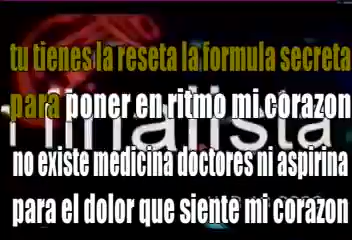 tu tienes la reseta la formula secreta
para poner en ritmo mi corazon
finalista
no existe medicina doctores ni aspirina
para el dolor que siente mi corazon